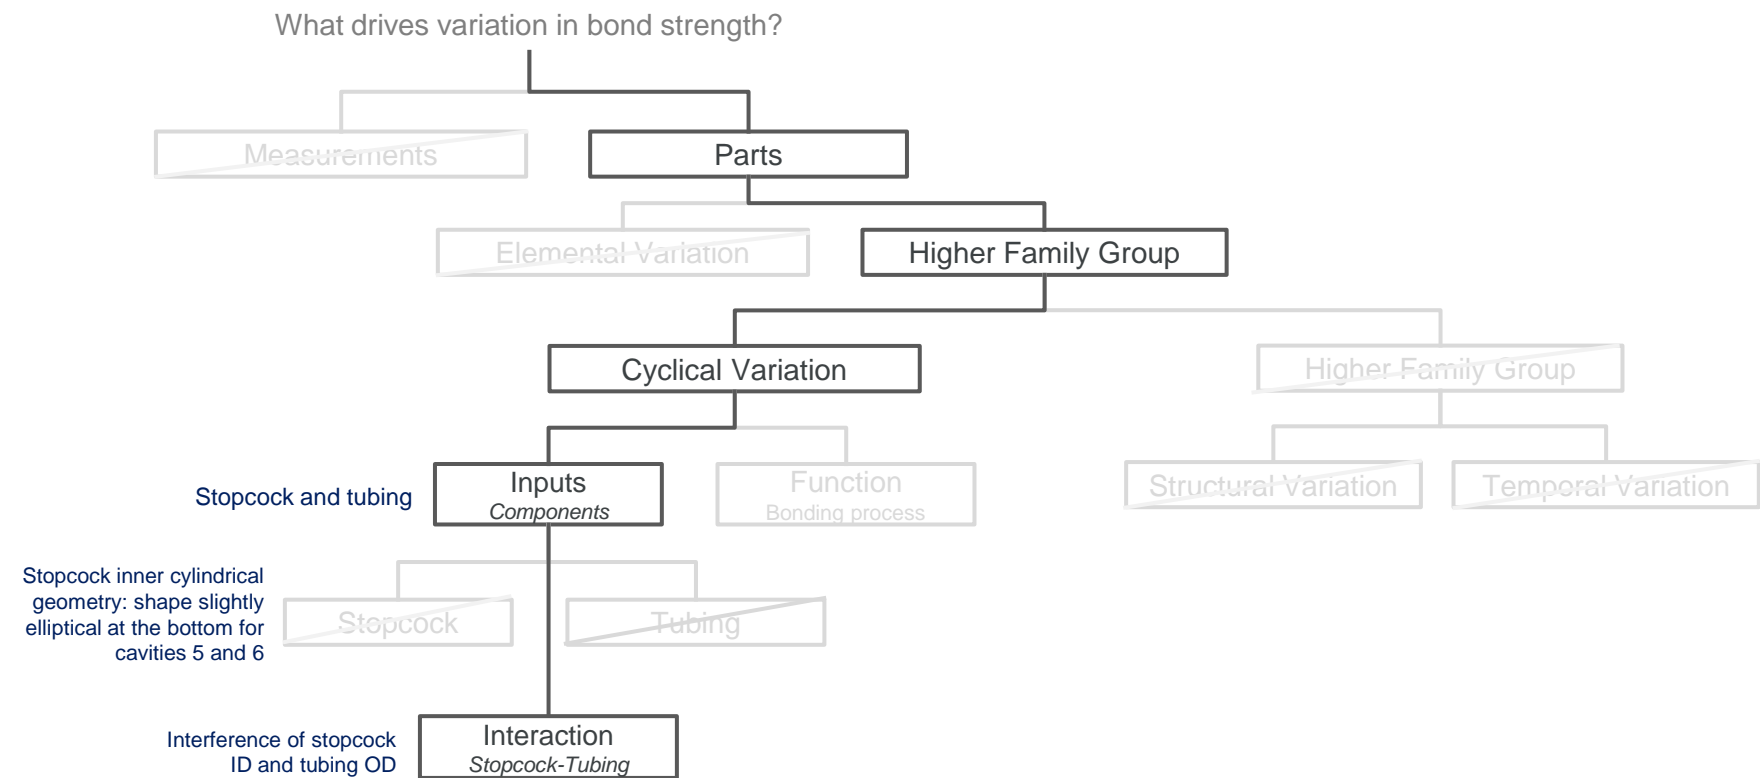 What drives variation in bond strength?
Measurements
Parts
Elemental Variation
Higher Family Group
Cyclical Variation
Higher Family Group
Stopcock and tubing
Inputs
Components
Function
Bonding process
Structural Variation
Temporal Variation
Stopcock inner cylindrical
geometry: shape slightly
elliptical at the bottom for
cavities 5 and 6
Stopcock
Tubing
Interference of stopcock
ID and tubing OD
Interaction
Stopcock-Tubing